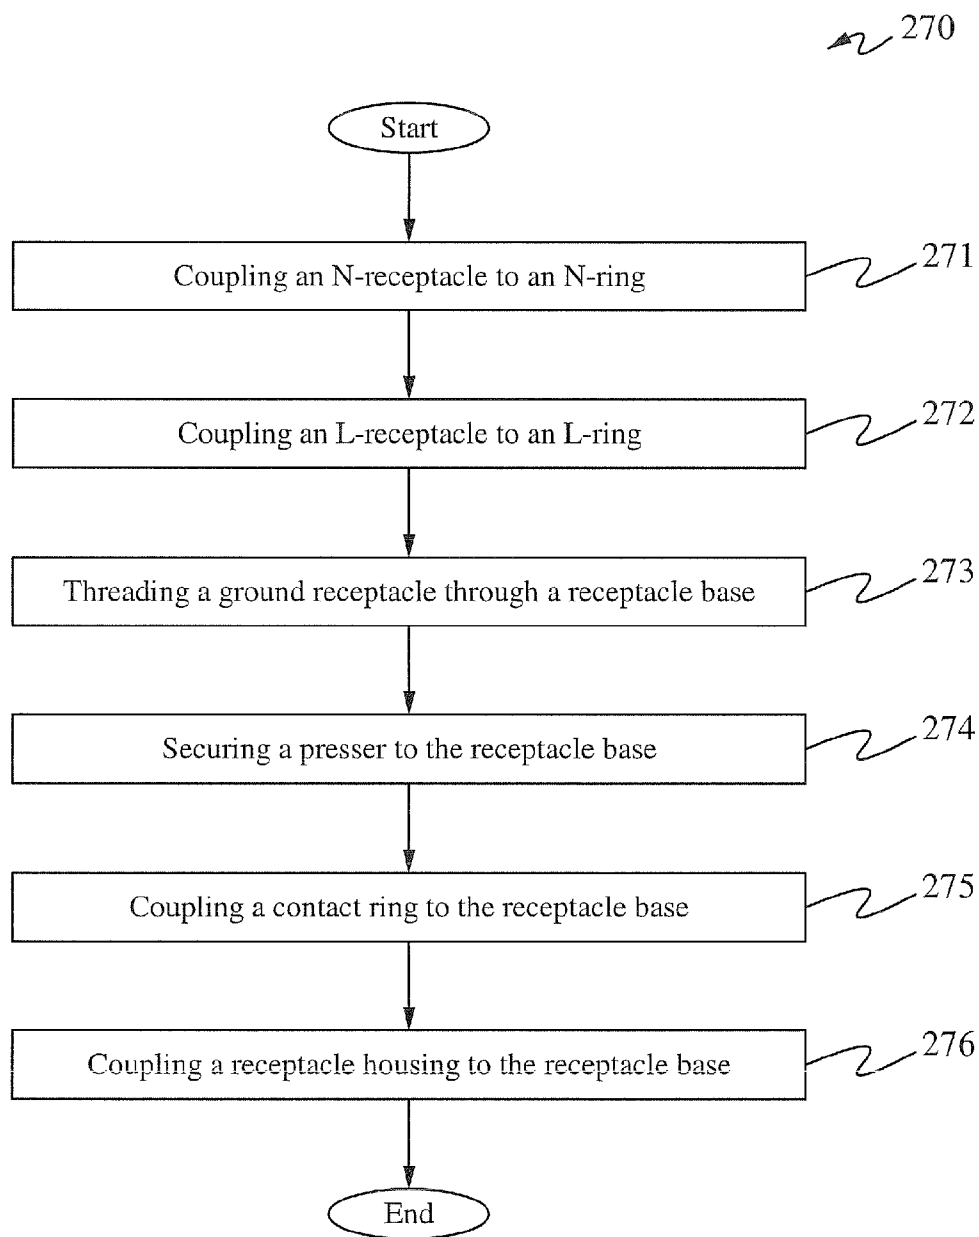 270
Start
Coupling an N-receptacle to an N-ring
271
Coupling an L-receptacle to an L-ring
272
Threading a ground receptacle through a receptacle base
273
Securing a presser to the receptacle base
274
Coupling a contact ring to the receptacle base
275
Coupling a receptacle housing to the receptacle base
276
End